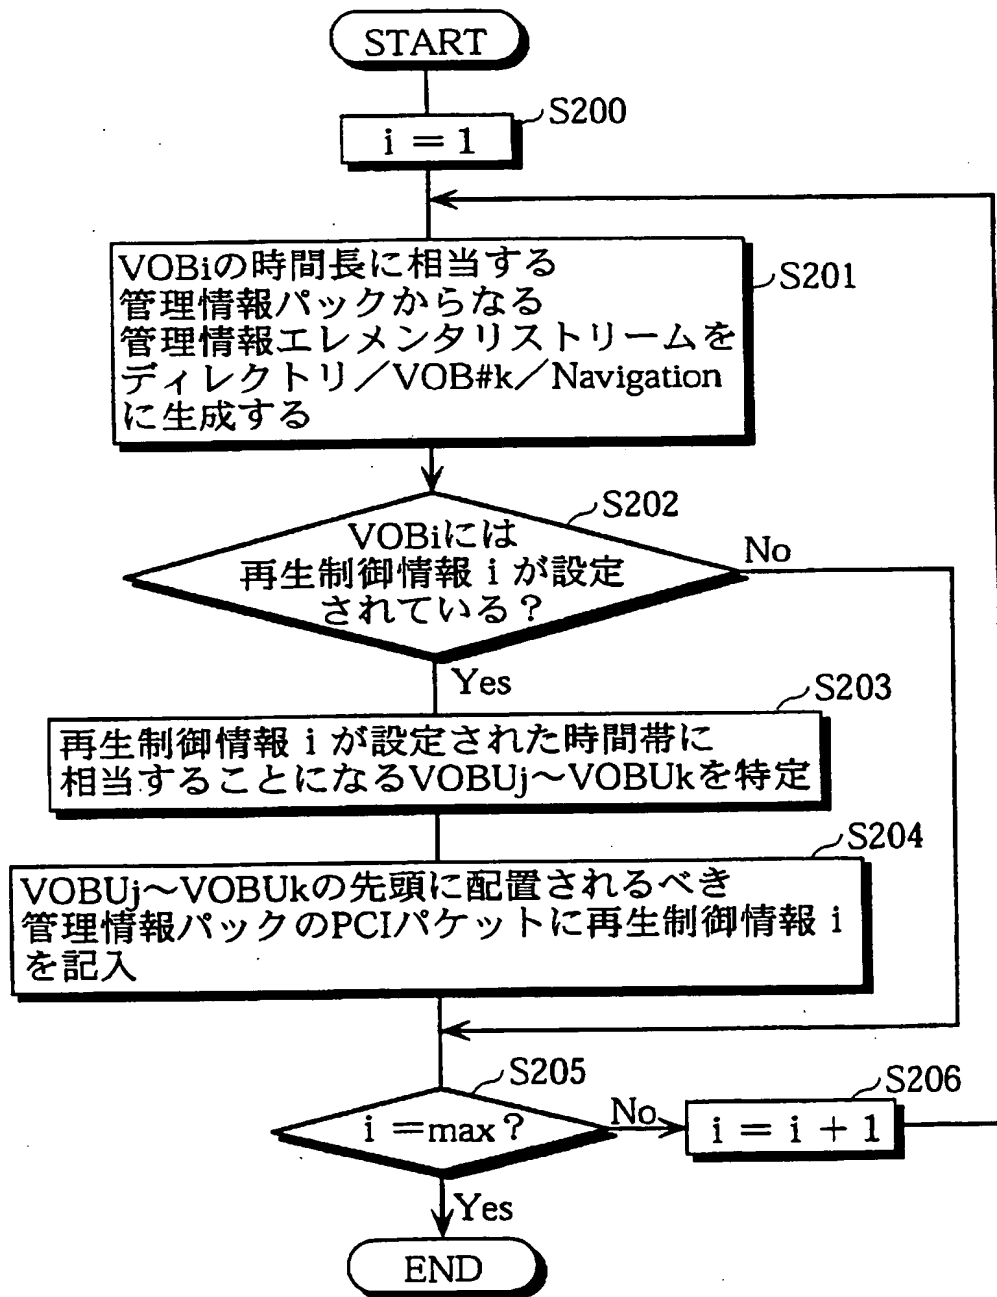 START
S200
i = 1
S201
VOBiの時間長に相当する
管理情報パックからなる
管理情報エレメンタリストリームを
ディレクトリ／VOB#k／Navigation
に生成する
S202
VOBiには
再生制御情報 i が設定
されている？
No
Yes
S203
再生制御情報 i が設定された時間帯に
相当することになるVOBUj～VOBUkを特定
S204
VOBUj～VOBUkの先頭に配置されるべき
管理情報パックのPCIパケットに再生制御情報 i
を記入
S205
i =max？
No
S206
i = i + 1
Yes
END